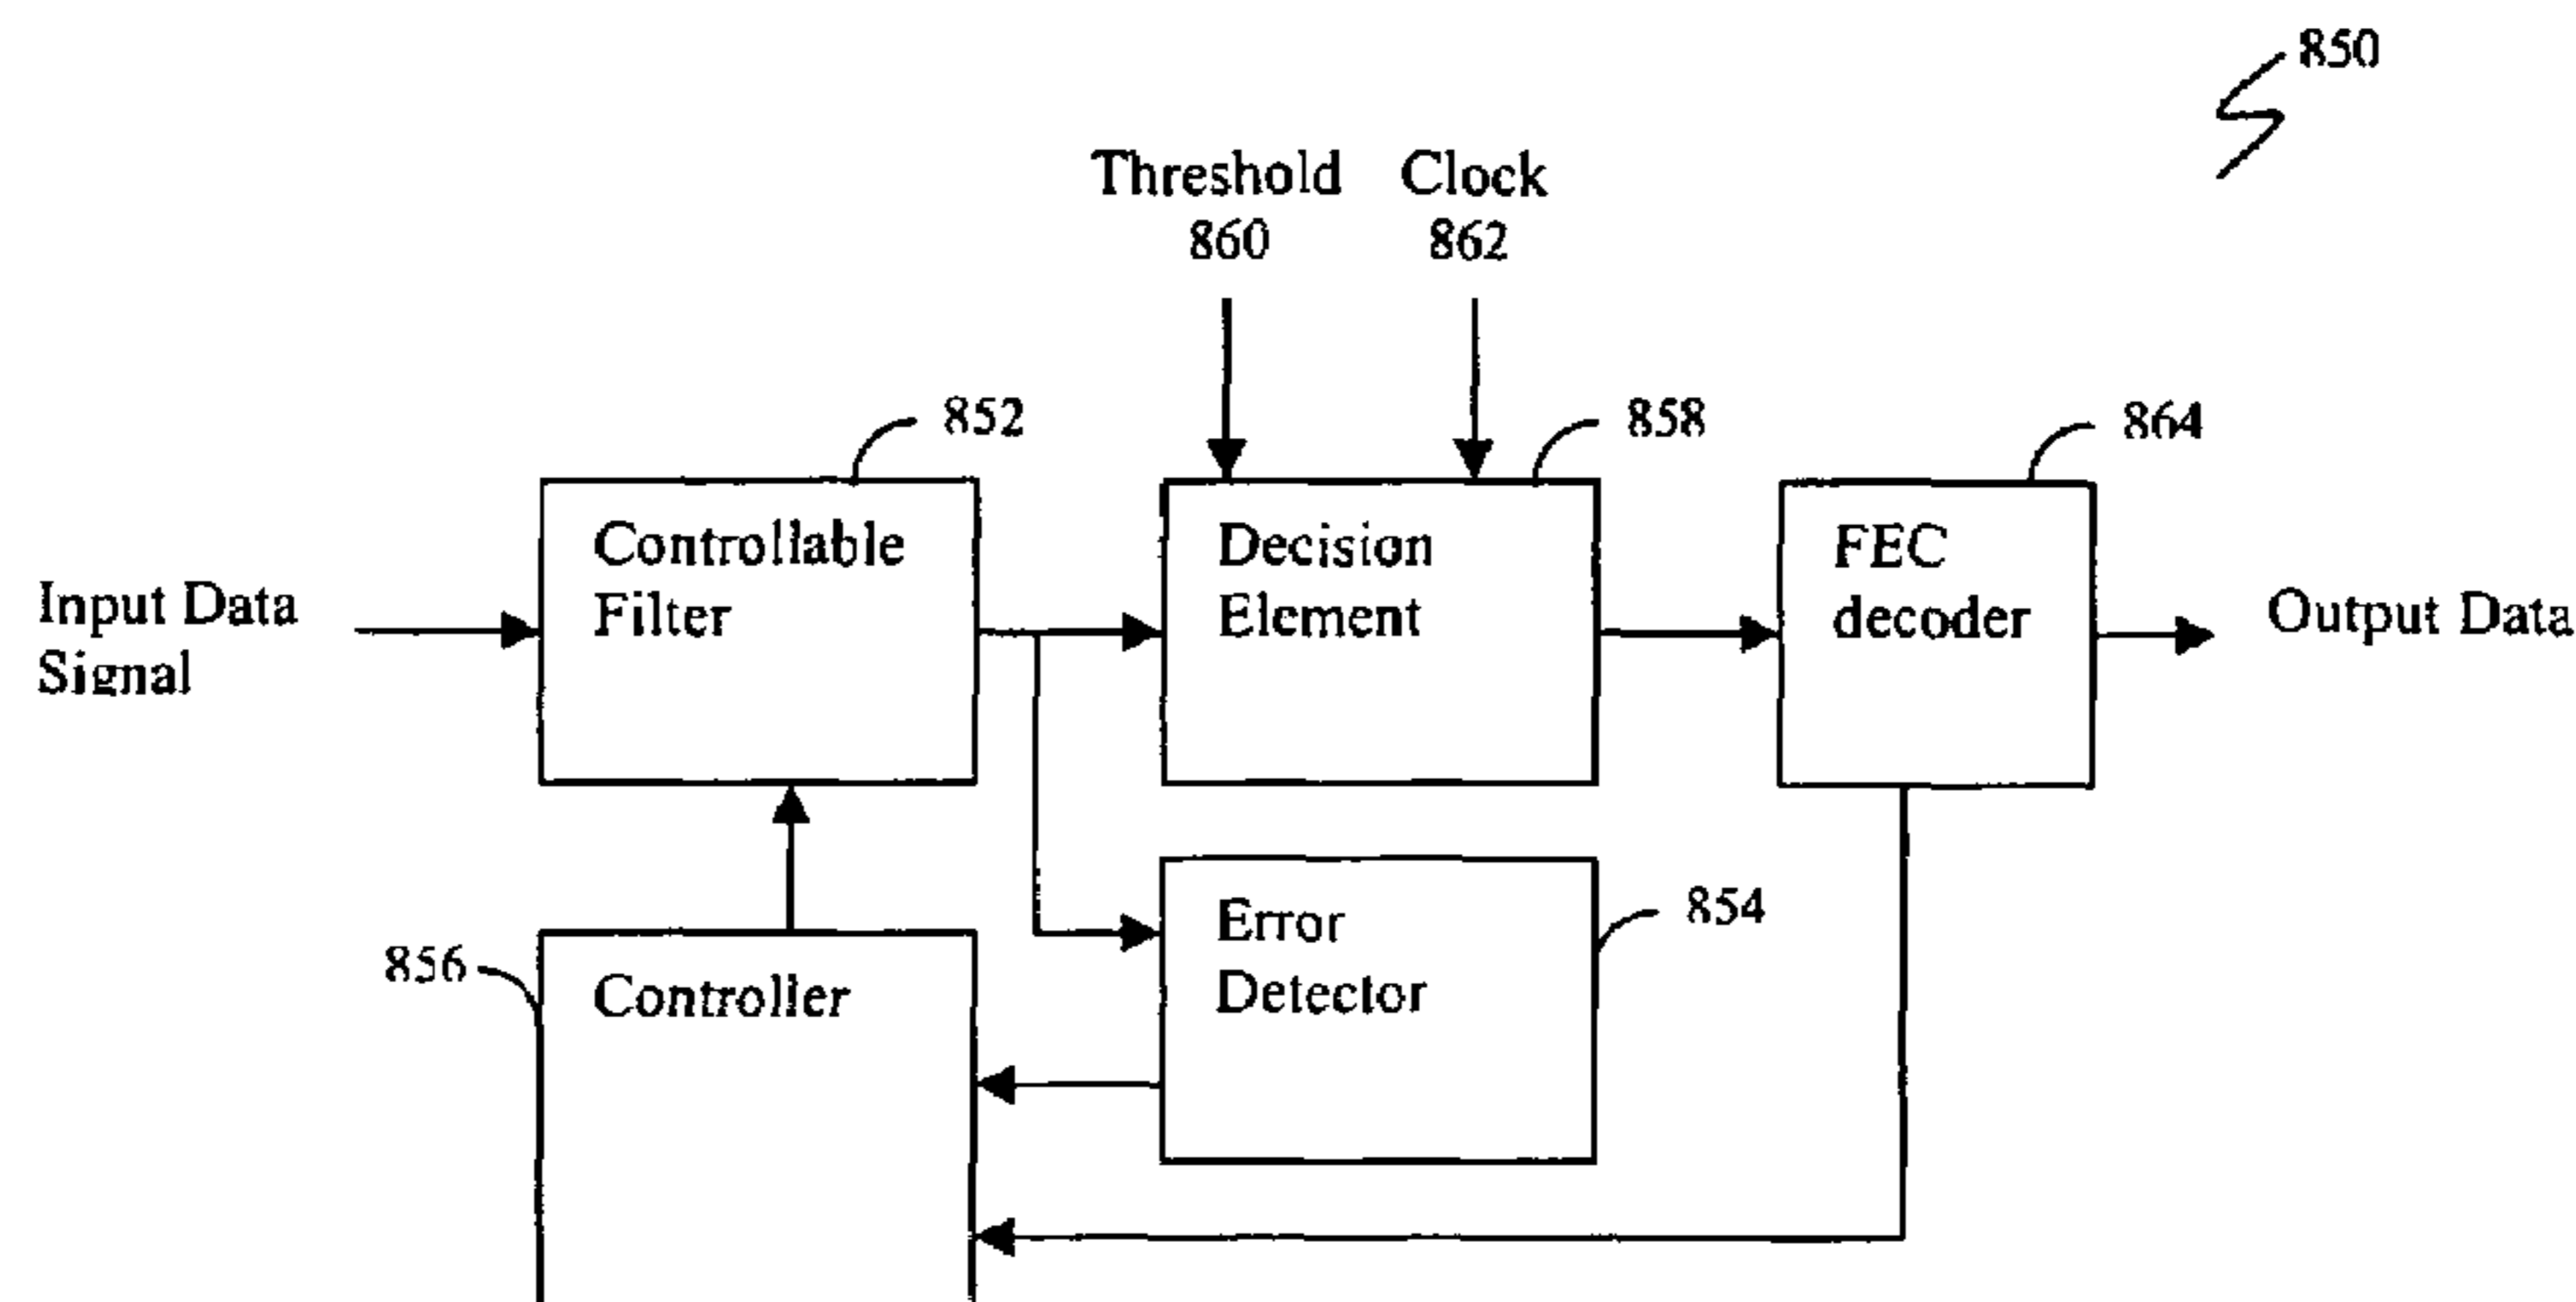 850
Threshold
860
Clock
862
852
858
864
Input Data
Signal
Controllable
Filter
Decision
Element
FEC
decoder
Output Data
856
Controller
Error
Detector
854